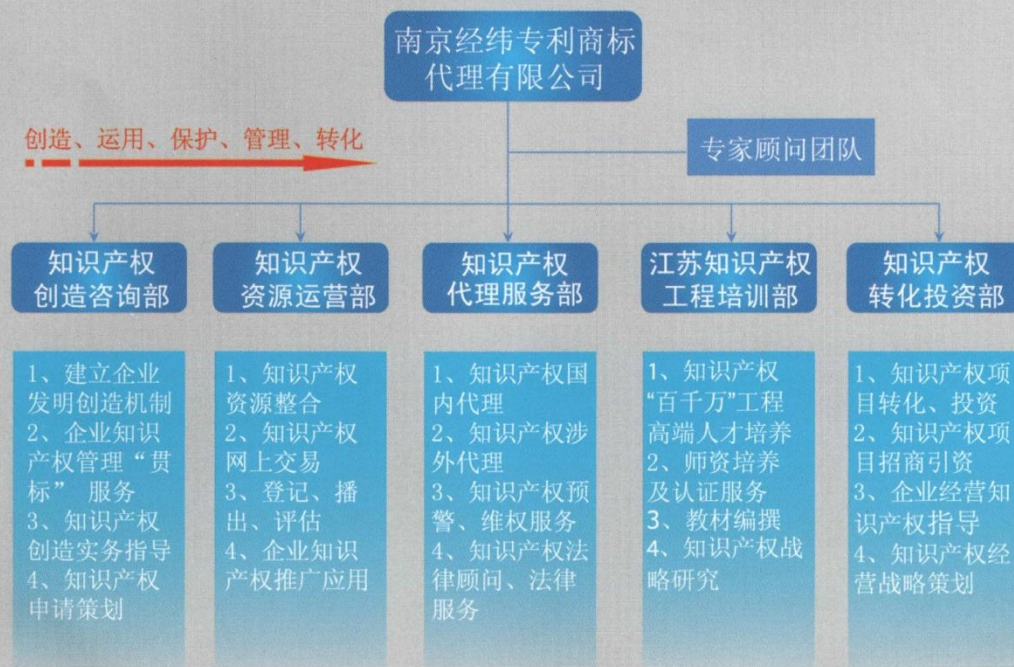 南京经纬专利商标
代理有限公司
创造、运用、保护、管理、转化
专家顾问团队
知识产权
创造咨询部
知识产权
资源运营部
知识产权
代理服务部
江苏知识产权
工程培训部
知识产权
转化投资部
1、建立企业
发明创造机制
2、企业知识
产权管理“贯
标” 服务
3、知识产权
创造实务指导
4、知识产权
申请策划
1、知识产权
资源整合
2、知识产权
网上交易
3、登记、播
出、评估
4、企业知识
产权推广应用
1、知识产权国
内代理
2、知识产权涉
外代理
3、知识产权预
警、维权服务
4、知识产权法
律顾问、法律
服务
1、知识产权
“百千万”工程
高端人才培养
2、师资培养
及认证服务
3、教材编撰
4、知识产权战
略研究
1、知识产权项
目转化、投资
2、知识产权项
目招商引资
3、企业经营知
识产权指导
4、知识产权经
营战略策划